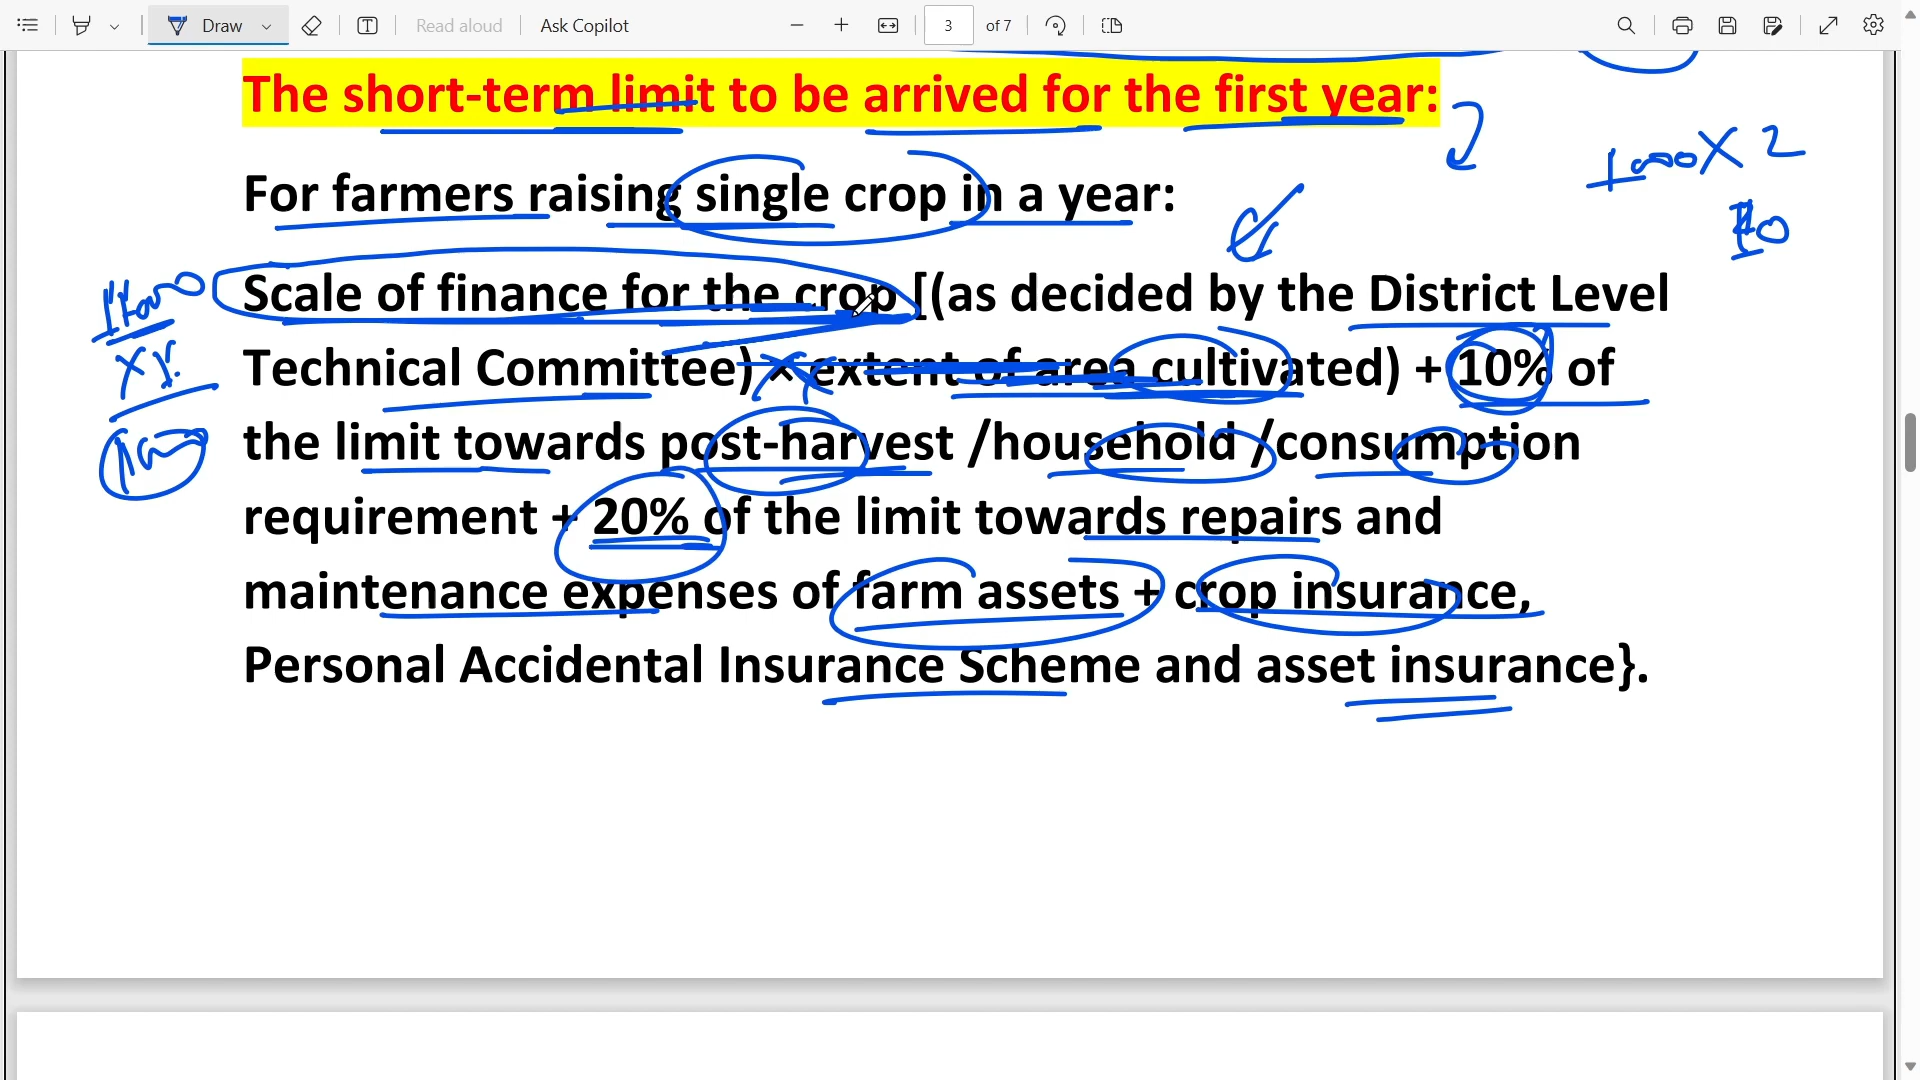 Draw
Read aloud
Ask Copilot
3
of 7
The short-term limit to be arrived for the first year:
For farmers raising single crop in a year:
Scale of finance for the crop [(as decided by the District Level
Technical Committee) × extent of area cultivated) + 10% of
the limit towards post-harvest /household /consumption
requirement + 20% of the limit towards repairs and
maintenance expenses of farm assets + crop insurance,
Personal Accidental Insurance Scheme and asset insurance}.